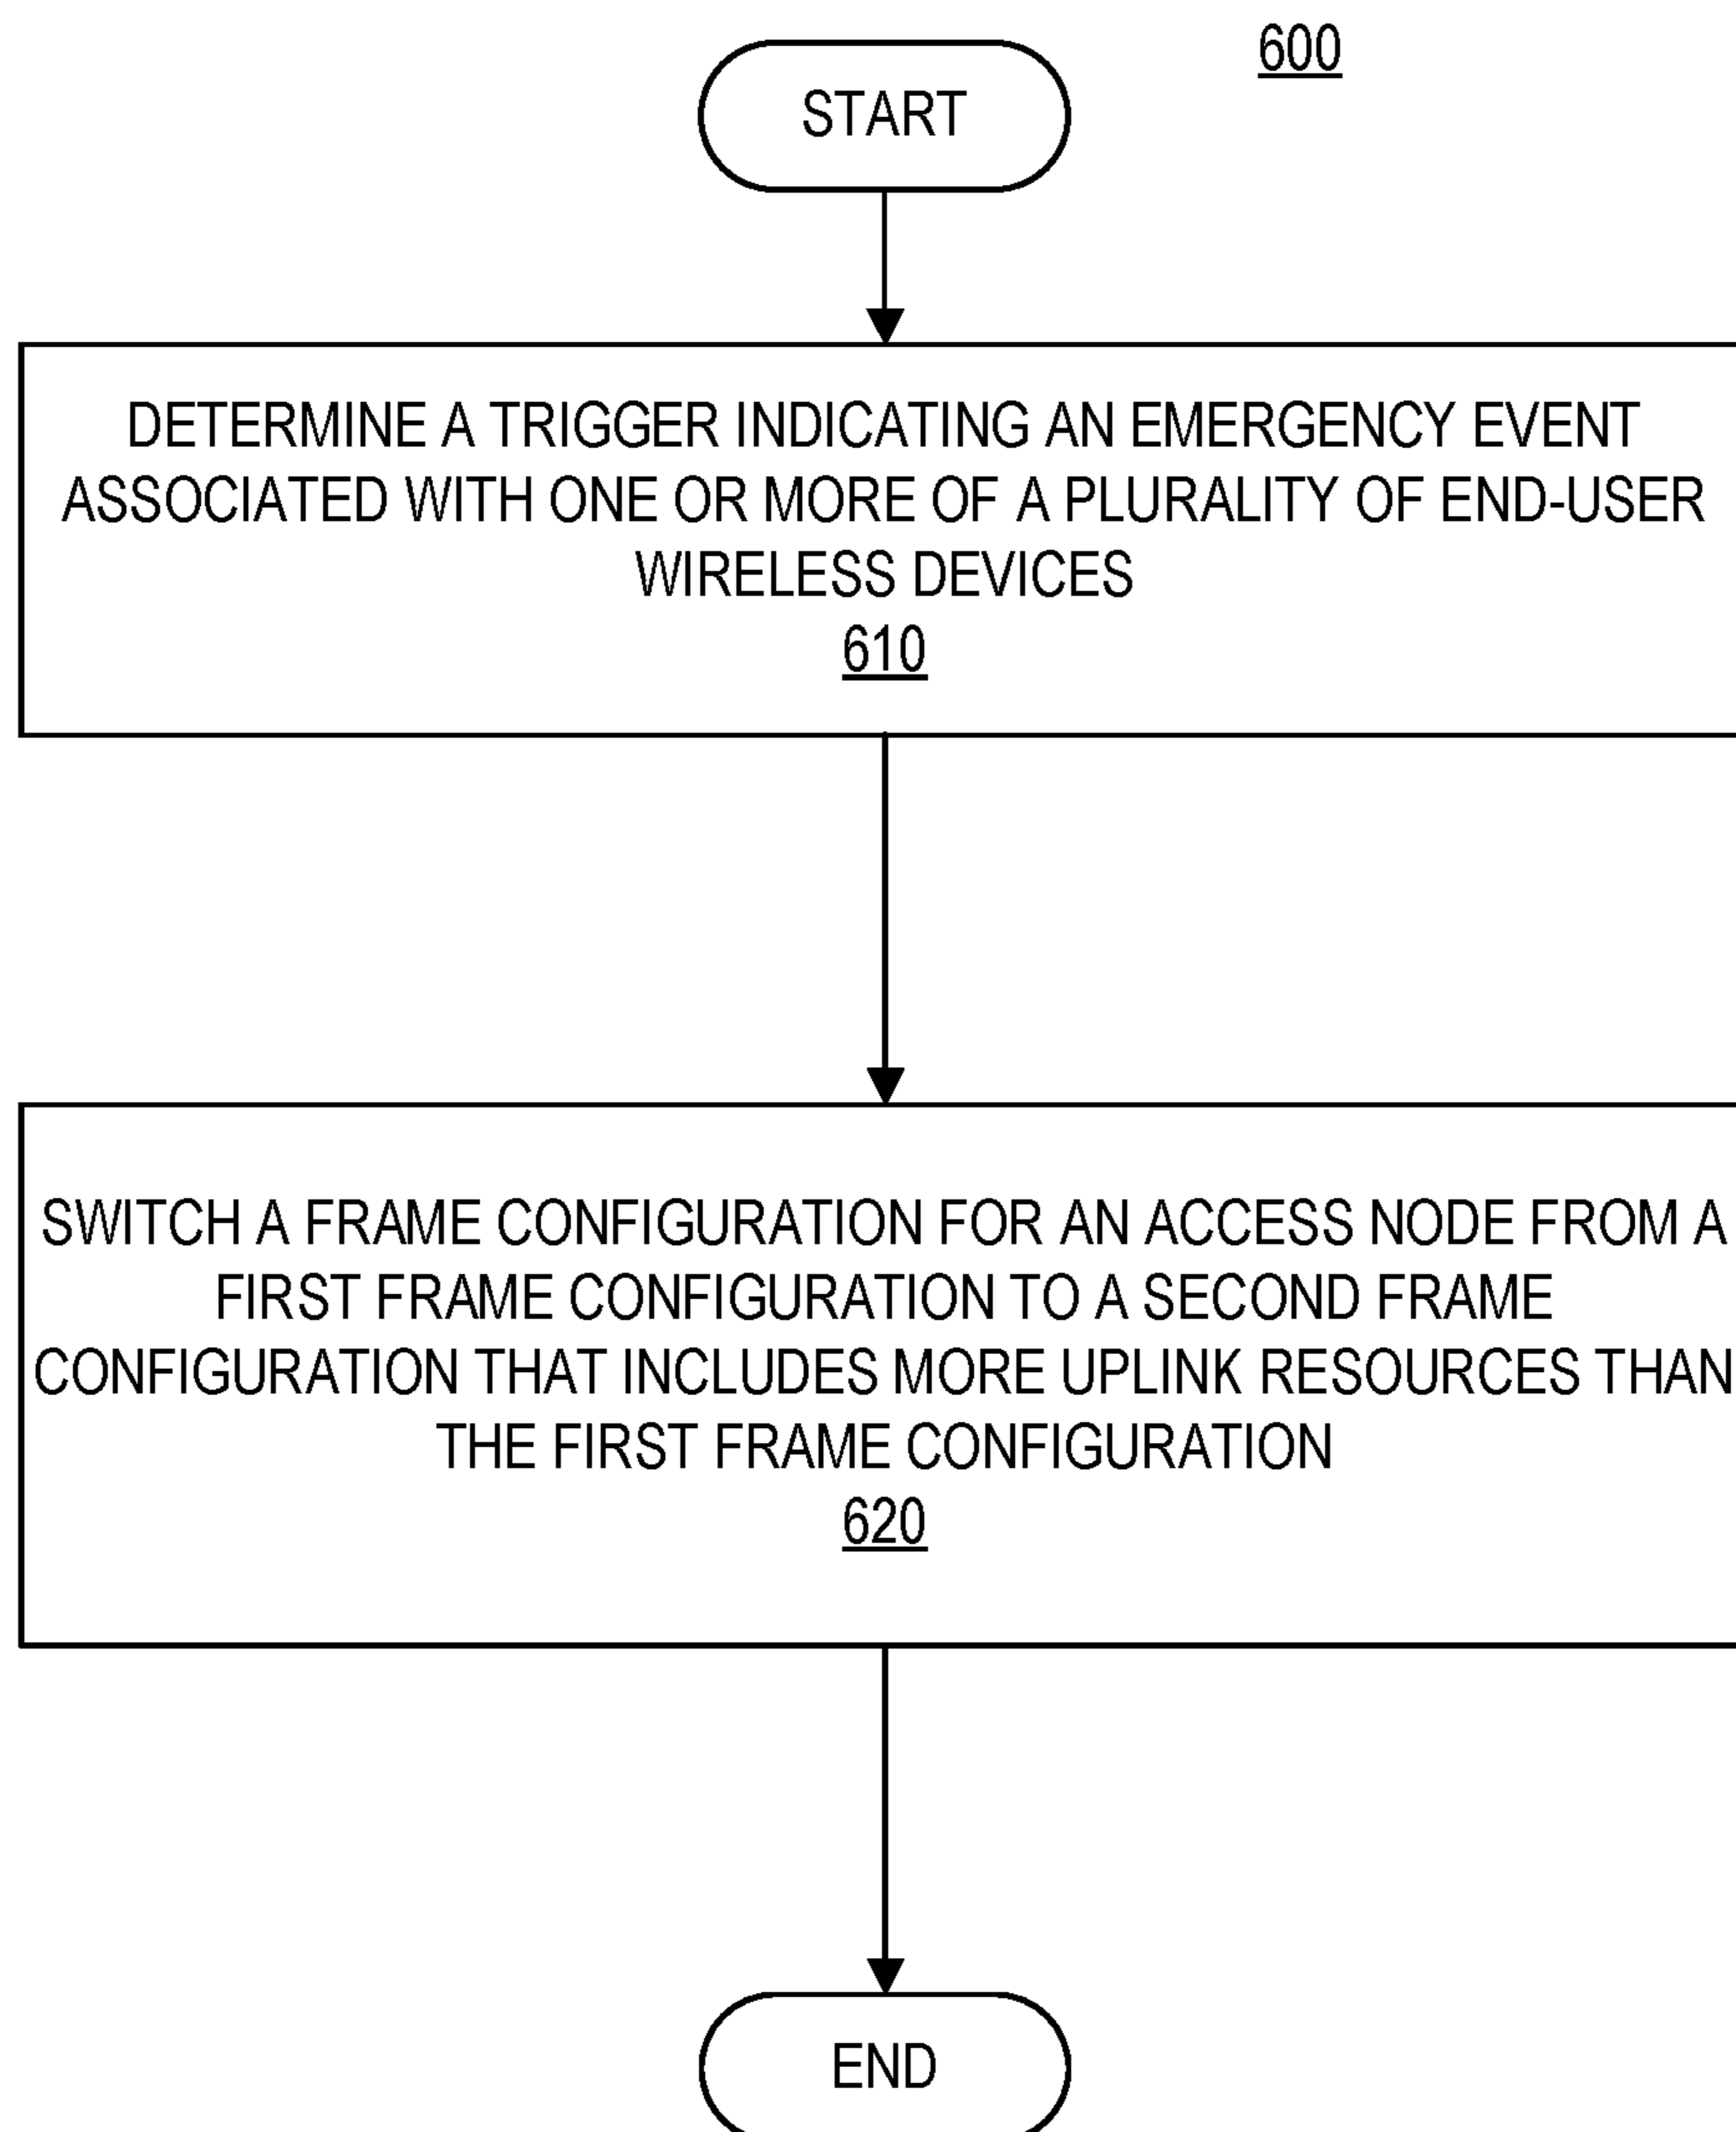 600
START
DETERMINE A TRIGGER INDICATING AN EMERGENCY EVENT
ASSOCIATED WITH ONE OR MORE OF A PLURALITY OF END-USER
WIRELESS DEVICES
610
SWITCH A FRAME CONFIGURATION FOR AN ACCESS NODE FROM A
FIRST FRAME CONFIGURATION TO A SECOND FRAME
CONFIGURATION THAT INCLUDES MORE UPLINK RESOURCES THAN
THE FIRST FRAME CONFIGURATION
620
END